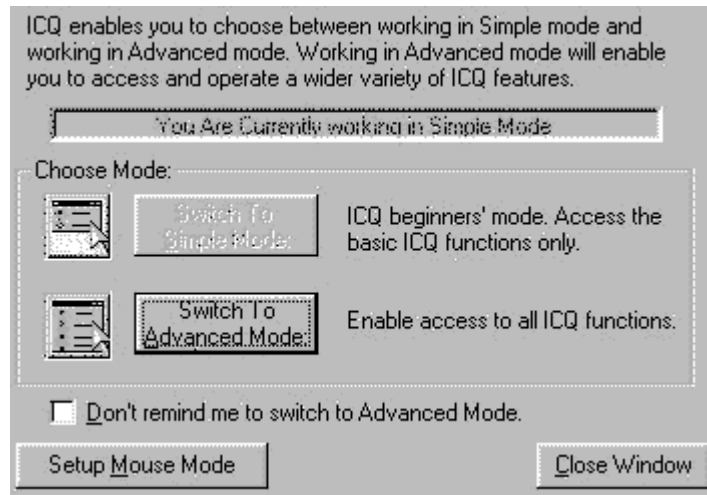 ICQ enables you to choose between working in Simple mode and
working in Advanced mode. Working in Advanced mode will enable
you to access and operate a wider variety of ICQ features.
You Are Currently working in Simple Mode
Choose Mode:
Switch To
Simple Mode:
ICQ beginners' mode. Access the
basic ICQ functions only.
Switch To
Advanced Mode:
Enable access to all ICQ functions.
Don't remind me to switch to Advanced Mode.
Setup Mouse Mode
Close Window